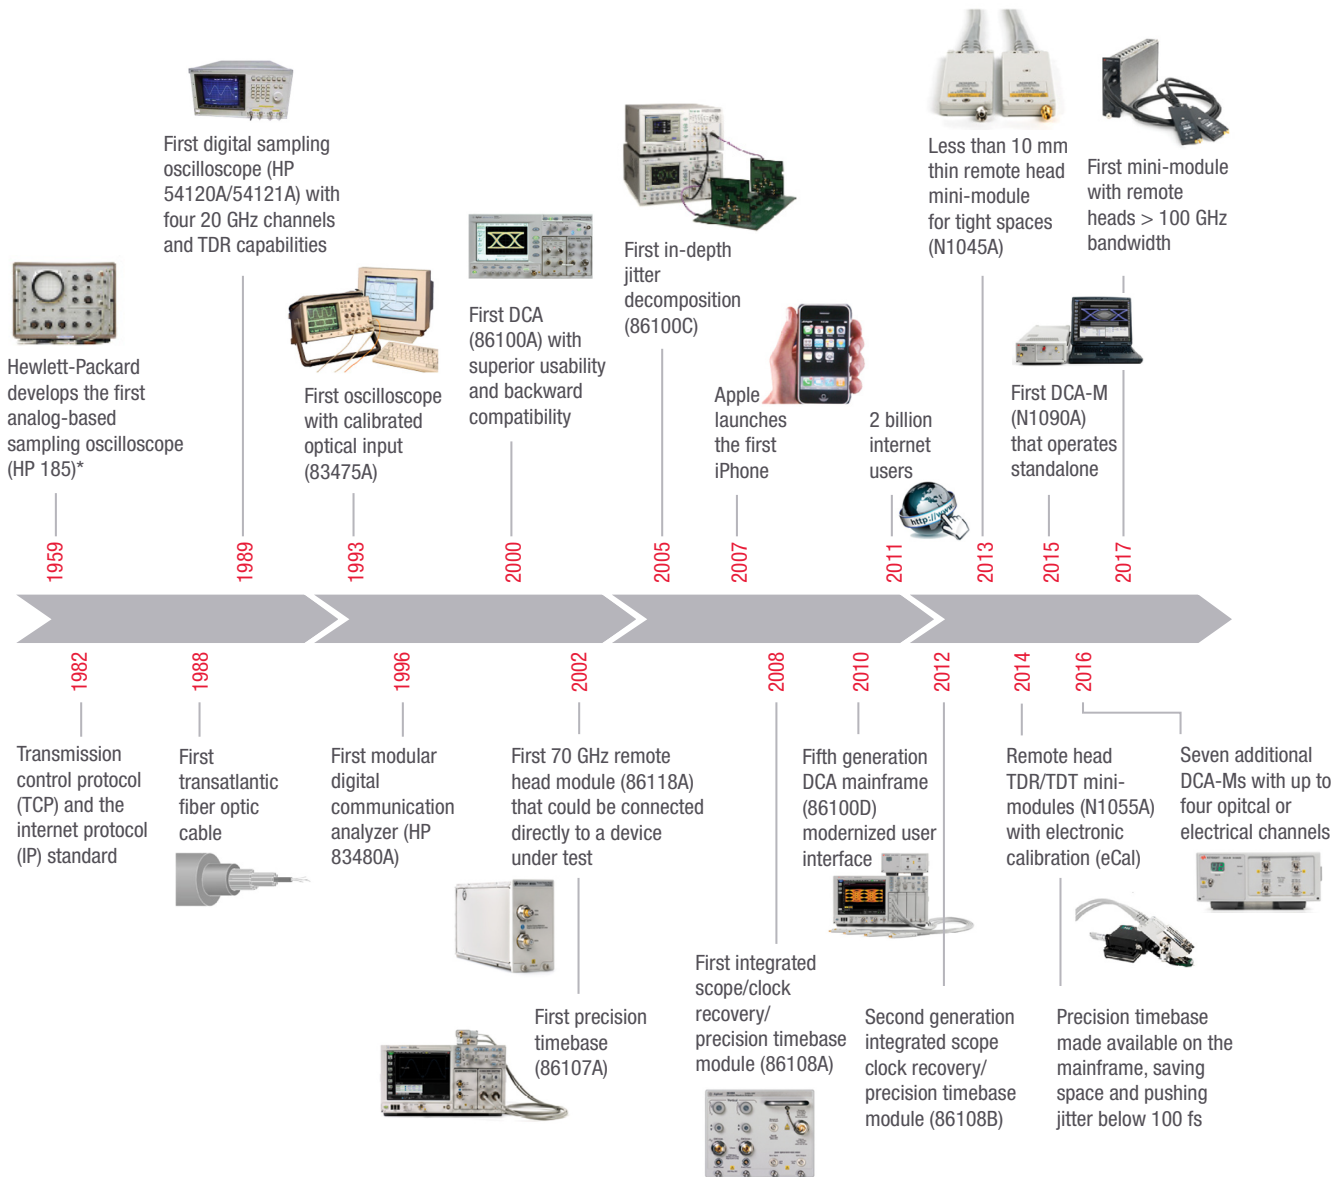 First digital sampling
oscilloscope (HP
54120A/54121A) with
four 20 GHz channels
and TDR capabilities
Less than 10 mm
thin remote head
mini-module
for tight spaces
(N1045A)
First mini-module
with remote
heads > 100 GHz
bandwidth
First in-depth
jitter
decomposition
(86100C)
First DCA
(86100A) with
superior usability
and backward
compatibility
Hewlett-Packard
develops the first
analog-based
sampling oscilloscope
(HP 185)*
First oscilloscope
with calibrated
optical input
(83475A)
Apple
launches
the first
iPhone
2 billion
internet
users
http://www
First DCA-M
(N1090A)
that operates
standalone
1959
1989
1993
2000
2005
2007
2011
2013
2015
2017
1982
1988
1996
2002
2008
2010
2012
2014
2016
Transmission
control protocol
(TCP) and the
internet protocol
(IP) standard
First
transatlantic
fiber optic
cable
First modular
digital
communication
analyzer (HP
83480A)
First 70 GHz remote
head module (86118A)
that could be connected
directly to a device
under test
Fifth generation
DCA mainframe
(86100D)
modernized user
interface
Remote head
TDR/TDT mini-
modules (N1055A)
with electronic
calibration (eCal)
Seven additional
DCA-Ms with up to
four opitcal or
electrical channels
First precision
timebase
(86107A)
First integrated
scope/clock
recovery/
precision timebase
module (86108A)
Second generation
integrated scope
clock recovery/
precision timebase
module (86108B)
Precision timebase
made available on the
mainframe, saving
space and pushing
jitter below 100 fs